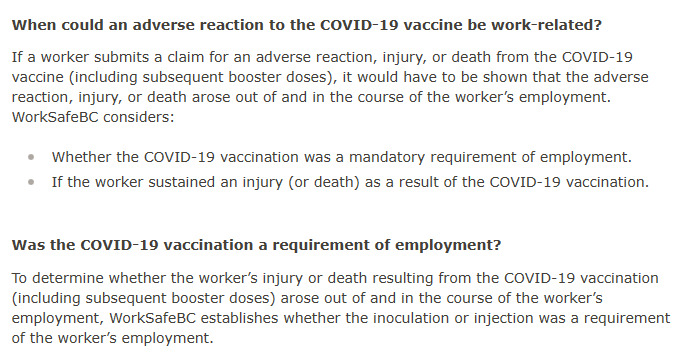 When could an adverse reaction to the COVID-19 vaccine be work-related?
If a worker submits a claim for an adverse reaction, injury, or death from the COVID-19
vaccine (including subsequent booster doses), it would have to be shown that the adverse
reaction, injury, or death arose out of and in the course of the worker’s employment.
WorkSafeBC considers:
• Whether the COVID-19 vaccination was a mandatory requirement of employment.
• If the worker sustained an injury (or death) as a result of the COVID-19 vaccination.
Was the COVID-19 vaccination a requirement of employment?
To determine whether the worker’s injury or death resulting from the COVID-19 vaccination
(including subsequent booster doses) arose out of and in the course of the worker’s
employment, WorkSafeBC establishes whether the inoculation or injection was a requirement
of the worker’s employment.